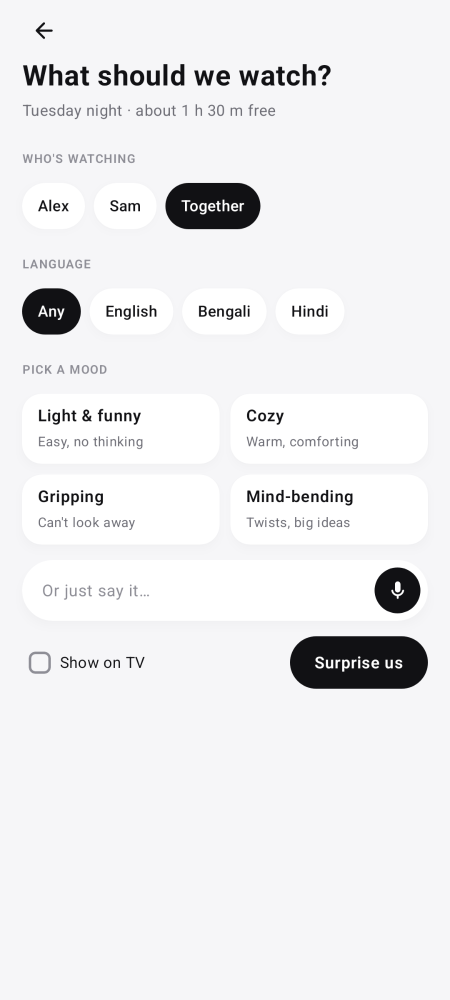 What should we watch?
Tuesday night · about 1 h 30 m free
WHO'S WATCHING
Alex Sam Together
LANGUAGE
Any English Bengali Hindi
PICK A MOOD
Light & funny Cozy
Easy, no thinking Warm, comforting
Gripping Mind-bending
Can't look away Twists, big ideas
Or just say it…
Show on TV Surprise us